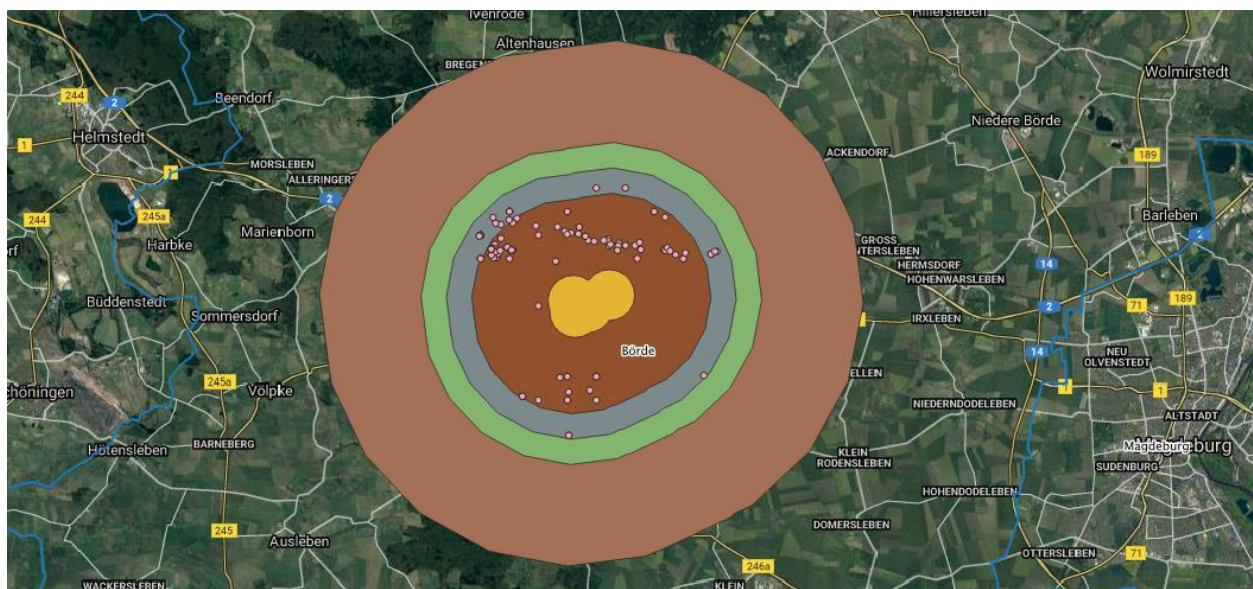 Ivenrode
Hillersleben
Altenhausen
Wolmirstedt
244
2
Beendorf
Helmstedt
Niedere Börde
1
189
MORSLEBEN
ACKENDORF
ALLERINGER
2
244
245a
Barleben
Marienborn
2
Harbke
GROSS
NTERSLEBEN
14
HERMSDORF
HOHENWARSLEBEN
Büddenstedt
2
71
189
Sommersdorf
IRXLEBEN
Börde
14
NEU
OLVENSTEDT
ELLEIN
245a
1
1
chöningen
Völpke
NIEDERNDODELEBEN
ALTSTADT
BARNEBERG
Magdeburg
Hötensleben
KLEIN
RODENSLEBEN
SUDENBURG
HOHENDODELEBEN
245
DOMERSLEBEN
Ausleben
OTTERSLEBEN
71
246a
WACKERSLEBEN
KLEIN